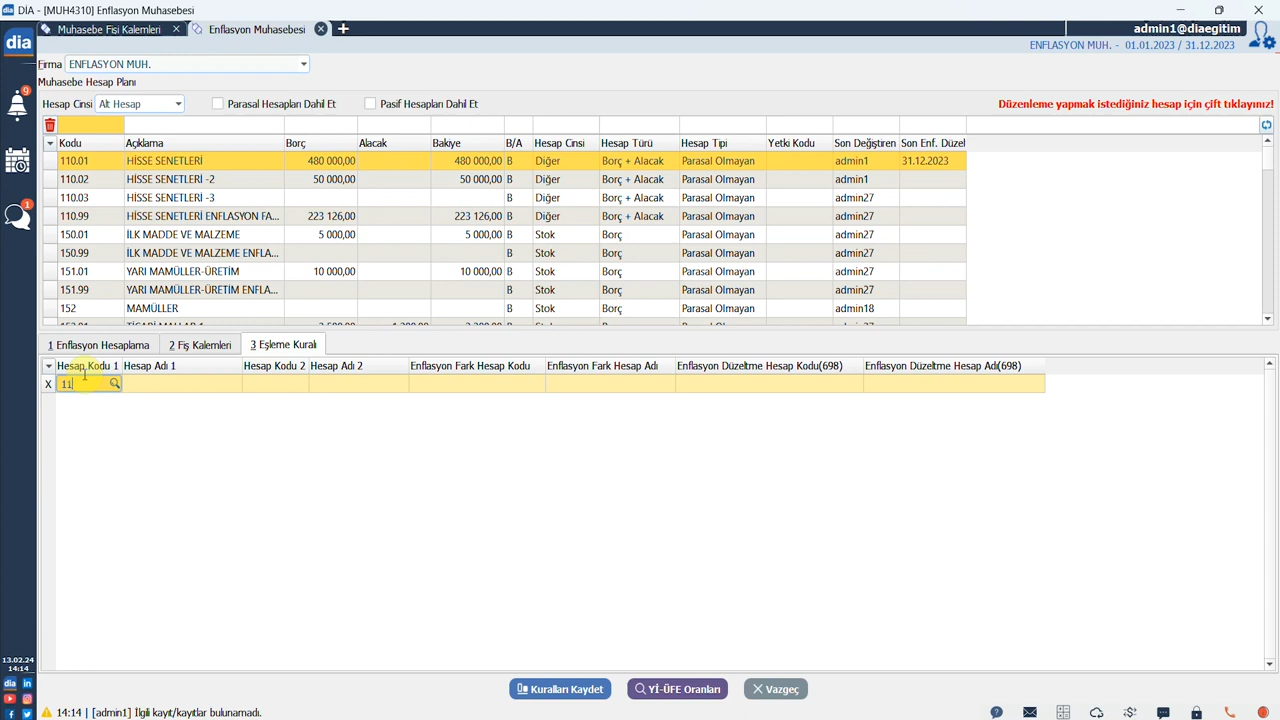 dia DIA - [MUH4310] Enflasyon Muhasebesi
dia Muhasebe Fişi Kalemleri Enflasyon Muhasebesi
admin1@diaegitim
ENFLASYON MUH. - 01.01.2023 / 31.12.2023
Firma ENFLASYON MUH.
Muhasebe Hesap Planı
Hesap Cinsi Alt Hesap Parasal Hesapları Dahil Et Pasif Hesapları Dahil Et Düzenleme yapmak istediğiniz hesap için çift tıklayınız!
Kodu Açıklama Borç Alacak Bakiye B/A Hesap Cinsi Hesap Türü Hesap Tipi Yetki Kodu Son Değiştiren Son Enf. Düzel
110.01 HİSSE SENETLERİ 480 000,00 480 000,00 B Diğer Borç + Alacak Parasal Olmayan admin1 31.12.2023
110.02 HİSSE SENETLERİ -2 50 000,00 50 000,00 B Diğer Borç + Alacak Parasal Olmayan admin1
110.03 HİSSE SENETLERİ -3 B Diğer Borç + Alacak Parasal Olmayan admin27
110.99 HİSSE SENETLERİ ENFLASYON FA... 223 126,00 223 126,00 B Diğer Borç + Alacak Parasal Olmayan admin27
150.01 İLK MADDE VE MALZEME 5 000,00 5 000,00 B Stok Borç Parasal Olmayan admin27
150.99 İLK MADDE VE MALZEME ENFLA... B Stok Borç Parasal Olmayan admin27
151.01 YARI MAMÜLLER-ÜRETİM 10 000,00 10 000,00 B Stok Borç Parasal Olmayan admin27
151.99 YARI MAMÜLLER-ÜRETİM ENFLA... B Stok Borç Parasal Olmayan admin27
152 MAMÜLLER B Stok Borç Parasal Olmayan admin18
1 Enflasyon Hesaplama 2 Fiş Kalemleri 3 Eşleme Kuralı
Hesap Kodu 1 Hesap Adı 1 Hesap Kodu 2 Hesap Adı 2 Enflasyon Fark Hesap Kodu Enflasyon Fark Hesap Adı Enflasyon Düzeltme Hesap Kodu(698) Enflasyon Düzeltme Hesap Adı(698)
X 11
9
1
13.02.24
14:14
dia
Kuralları Kaydet Yİ-ÜFE Oranları Vazgeç
14:14 | [admin1] İlgili kayıt/kayıtlar bulunamadı.